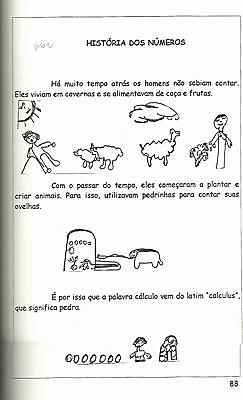 HISTÓRIA DOS NÚMEROS
Há muito tempo atrás os homens não sabiam contar.
Eles viviam em cavernas e se alimentavam de caça e frutas.
Com o passar do tempo, eles começaram a plantar e
criar animais. Para isso, utilizavam pedrinhas para contar suas
ovelhas.
É por isso que a palavra cálculo vem do latim "calculus",
que significa pedra.
88